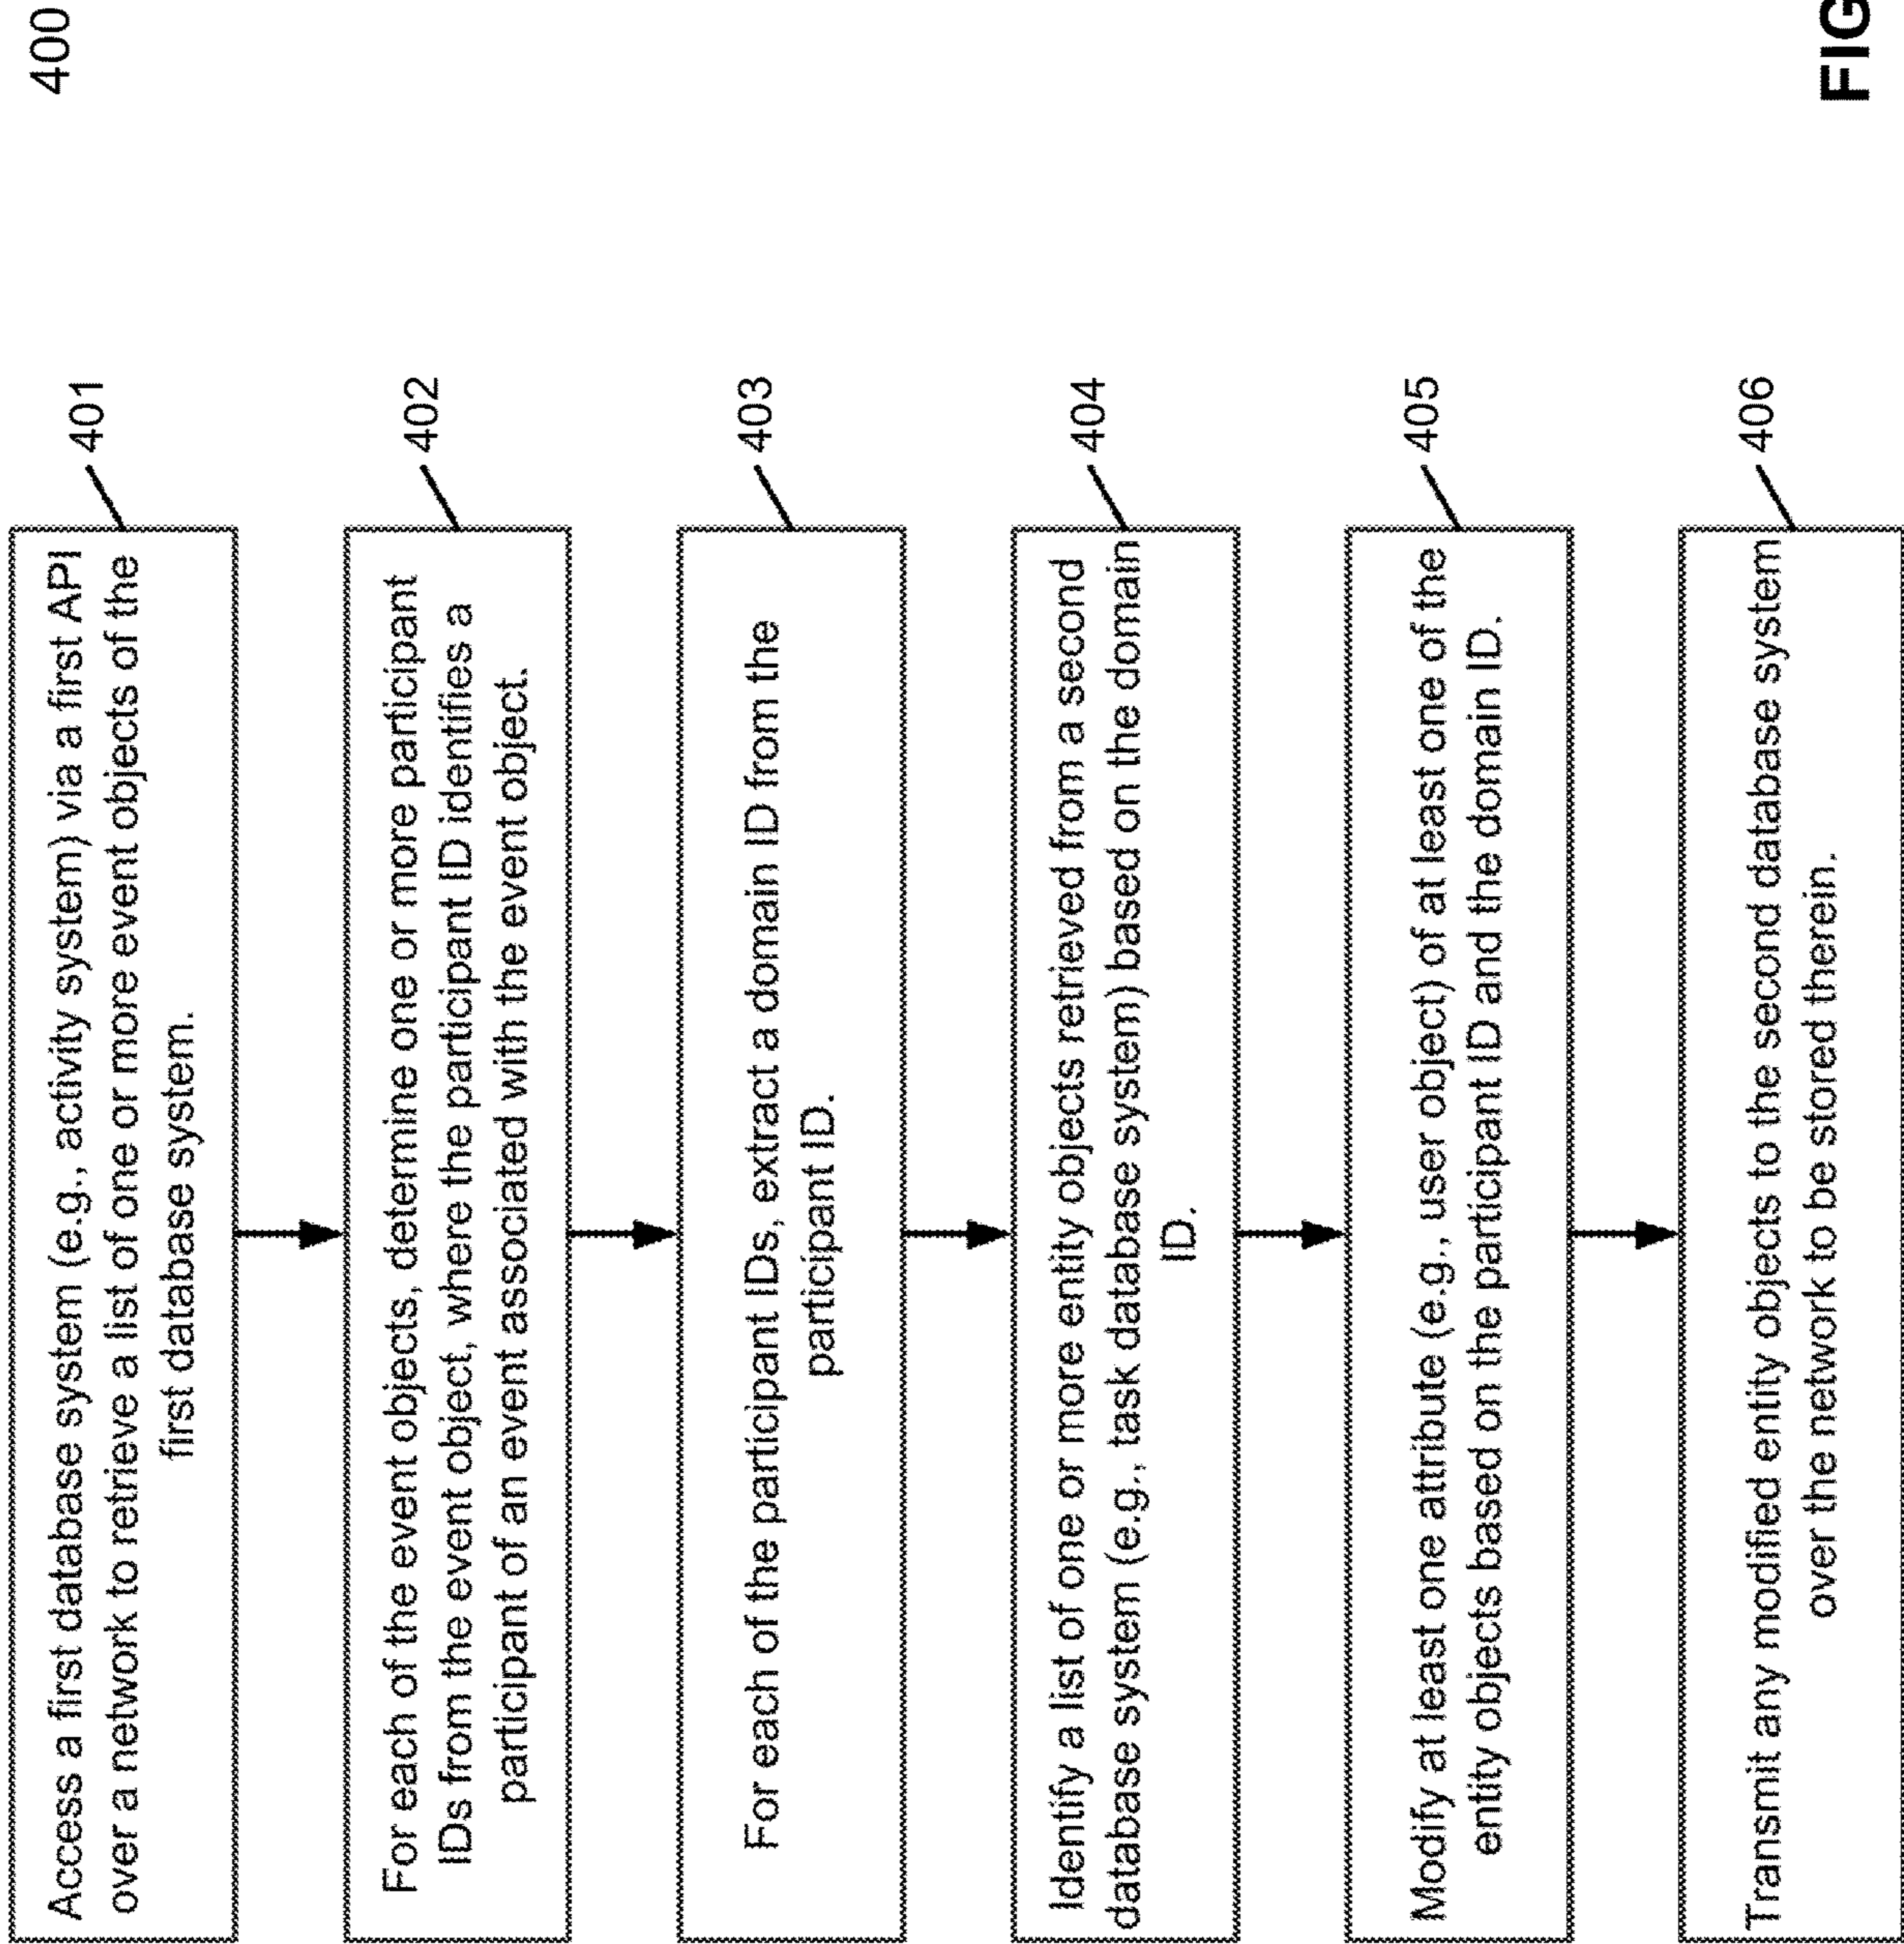 400
Access a first database system (e.g., activity system) via a first API
over a network to retrieve a list of one or more event objects of the
first database system.
401
For each of the event objects, determine one or more participant
IDs from the event object, where the participant ID identifies a
participant of an event associated with the event object.
402
For each of the participant IDs, extract a domain ID from the
participant ID.
403
Identify a list of one or more entity objects retrieved from a second
database system (e.g., task database system) based on the domain
ID.
404
Modify at least one attribute (e.g., user object) of at least one of the
entity objects based on the participant ID and the domain ID.
405
Transmit any modified entity objects to the second database system
over the network to be stored therein.
406
FIG